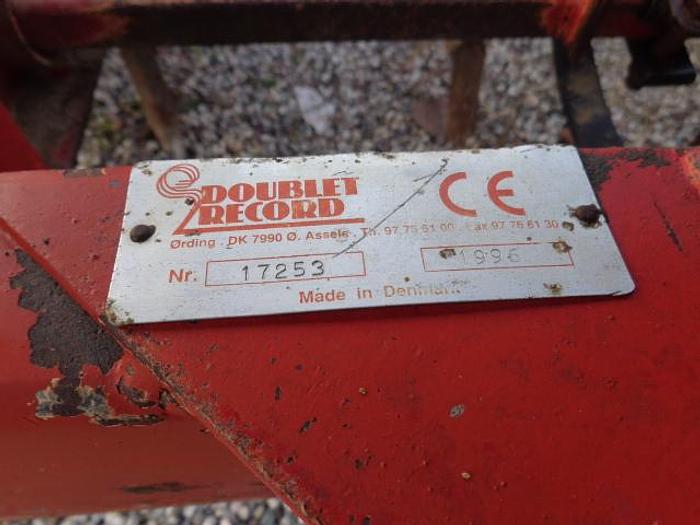 DOUBLET
RECORD
CE
Ørding . DK 7990 Ø. Assels . Th. 97 76 61 00 . Fax 97 76 61 30
Nr. 17253 1996
Made in Denmark